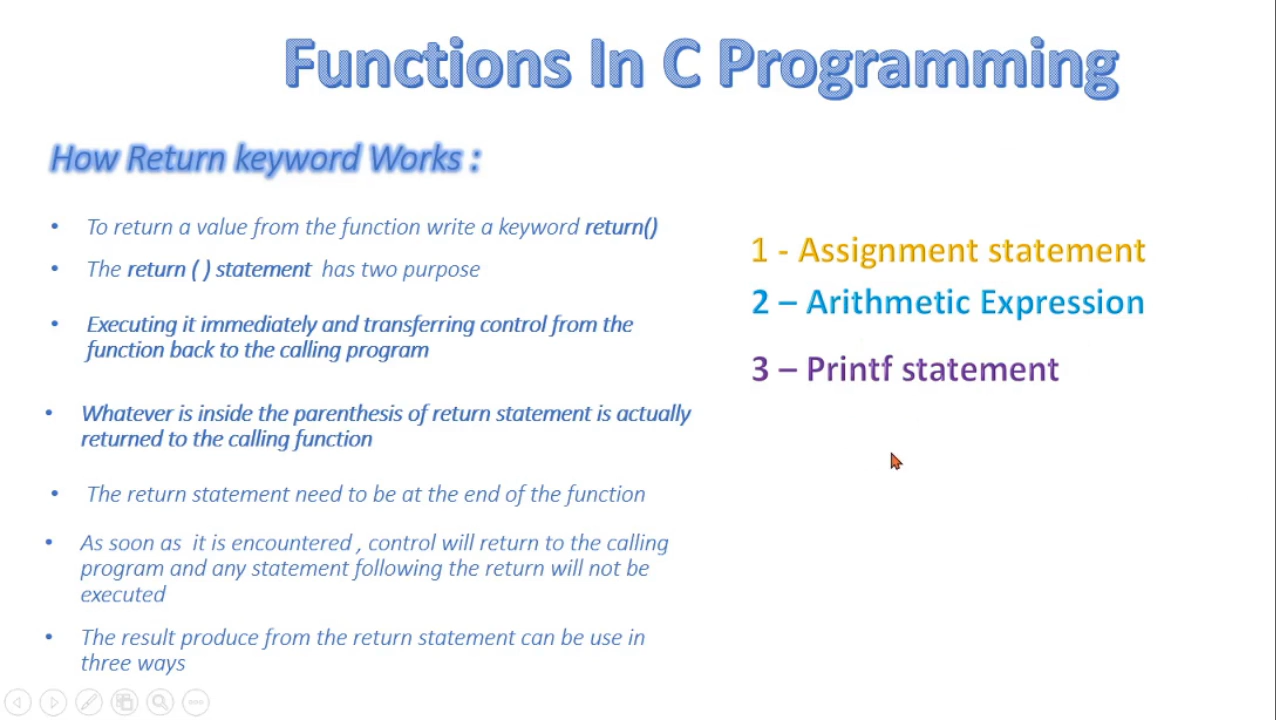 Functions In C Programming
How Return keyword Works :
• To return a value from the function write a keyword return()
• The return ( ) statement has two purpose
• Executing it immediately and transferring control from the
function back to the calling program
• Whatever is inside the parenthesis of return statement is actually
returned to the calling function
• The return statement need to be at the end of the function
• As soon as it is encountered , control will return to the calling
program and any statement following the return will not be
executed
• The result produce from the return statement can be use in
three ways
1 - Assignment statement
2 – Arithmetic Expression
3 – Printf statement